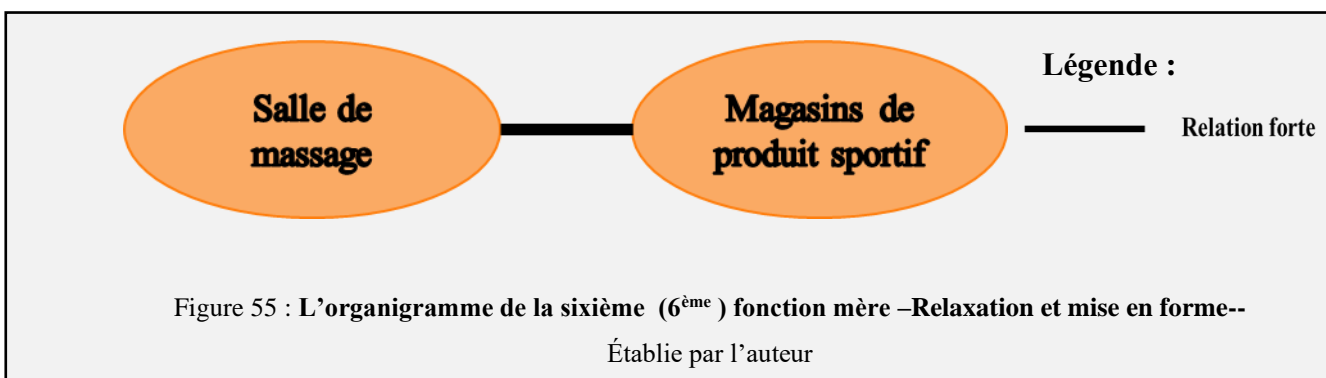 Salle de
massage
Magasins de
produit sportif
Légende :
Relation forte
Figure 55 : L’organigramme de la sixième (6ème ) fonction mère –Relaxation et mise en forme--
Établie par l’auteur